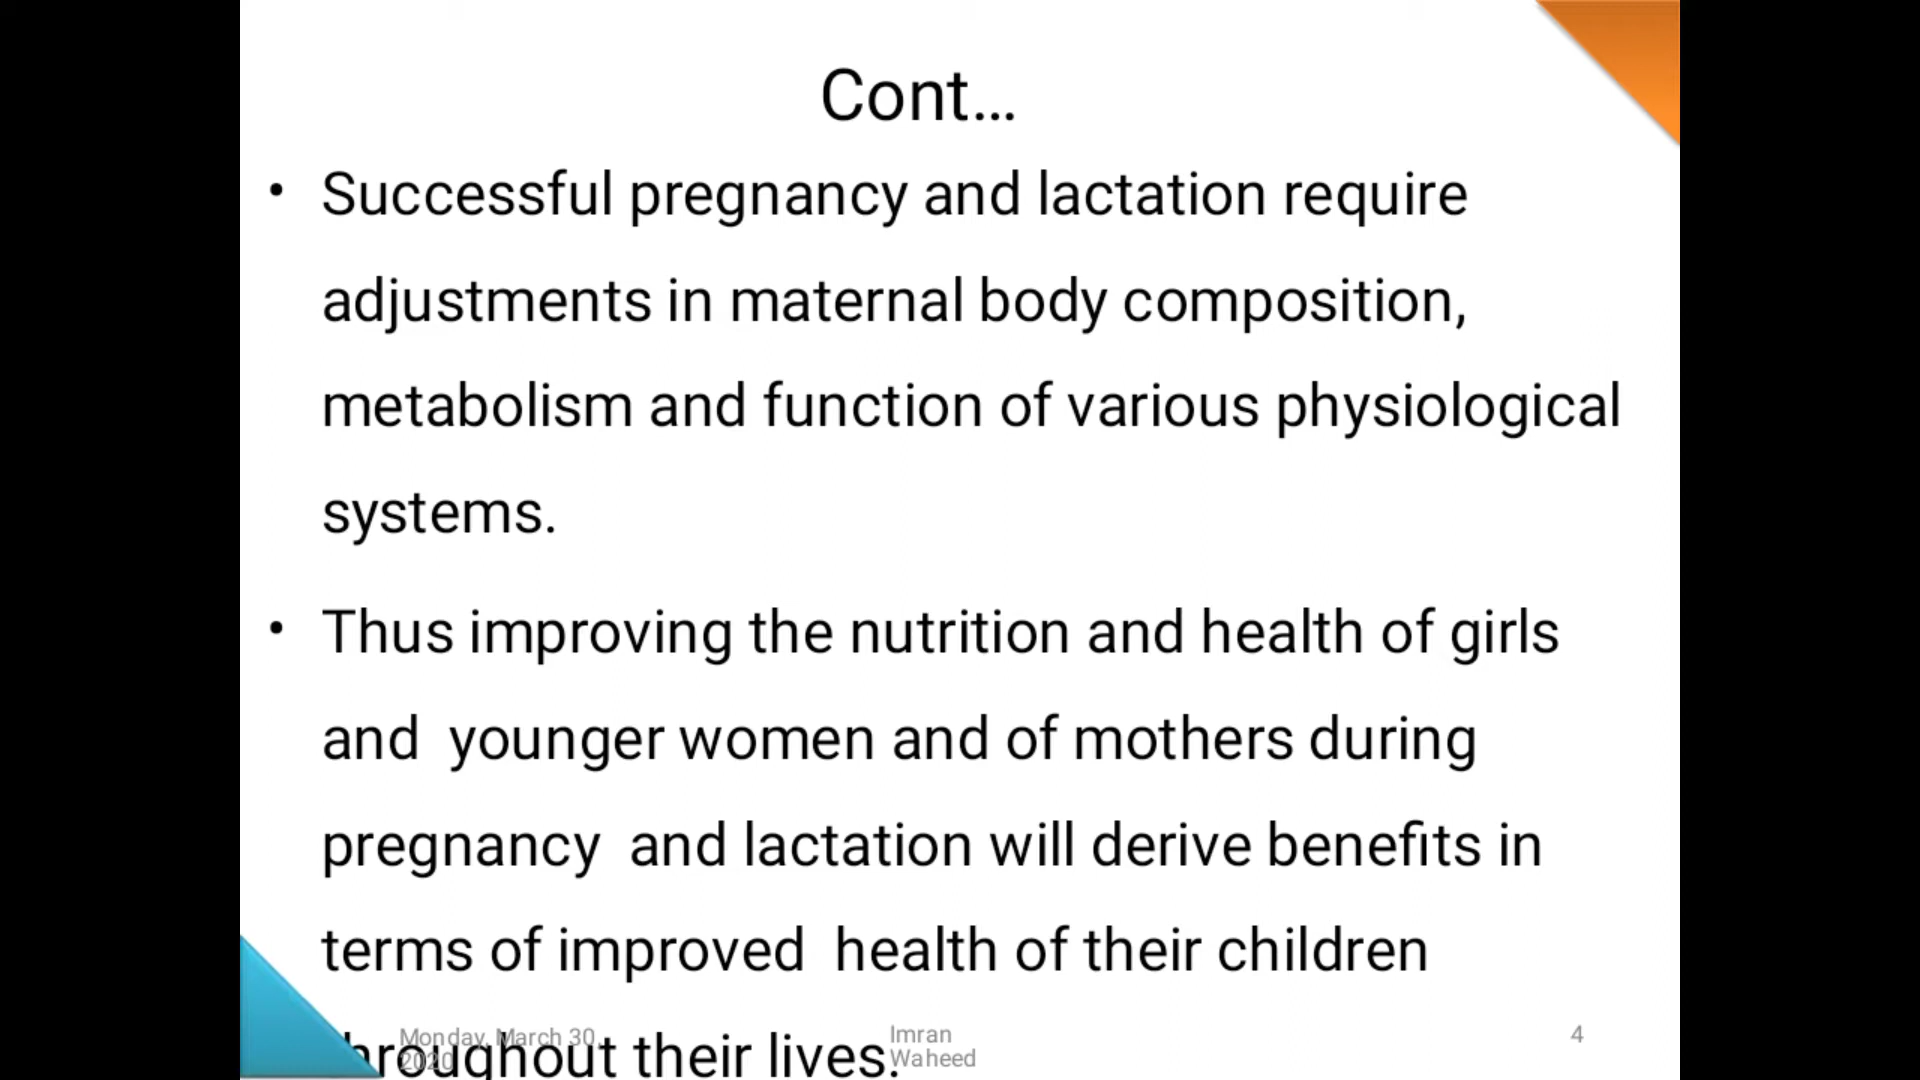 Cont...
• Successful pregnancy and lactation require
adjustments in maternal body composition,
metabolism and function of various physiological
systems.
• Thus improving the nutrition and health of girls
and  younger women and of mothers during
pregnancy  and lactation will derive benefits in
terms of improved  health of their children
throughout their lives.
Monday, March 30,
2020
Imran
Waheed
4